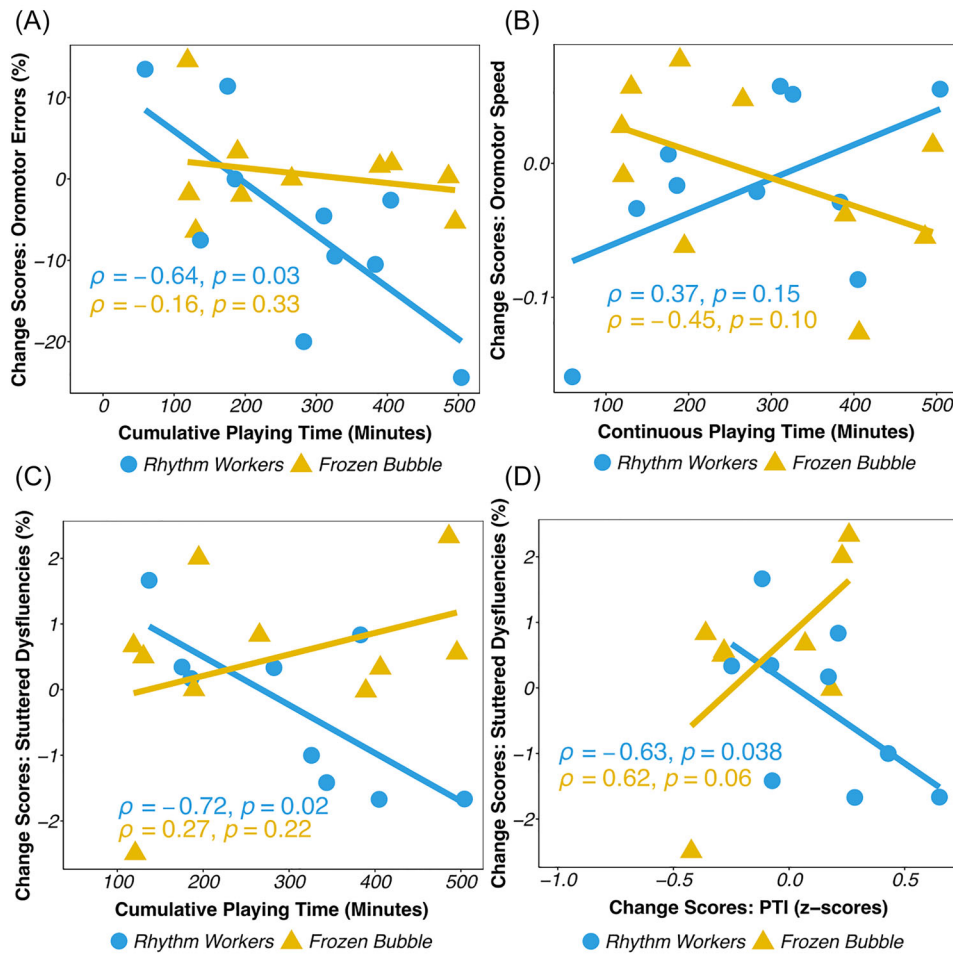 (A)
Change Scores: Oromotor Errors (%)
10
0
−10
−20
ρ = −0.64, p = 0.03
ρ = −0.16, p = 0.33
0 100 200 300 400 500
Cumulative Playing Time (Minutes)
Rhythm Workers Frozen Bubble
(B)
Change Scores: Oromotor Speed
0.0
−0.1
ρ = 0.37, p = 0.15
ρ = −0.45, p = 0.10
100 200 300 400 500
Continuous Playing Time (Minutes)
Rhythm Workers Frozen Bubble
(C)
Change Scores: Stuttered Dysfluencies (%)
2
1
0
−1
−2
ρ = −0.72, p = 0.02
ρ = 0.27, p = 0.22
100 200 300 400 500
Cumulative Playing Time (Minutes)
Rhythm Workers Frozen Bubble
(D)
Change Scores: Stuttered Dysfluencies (%)
2
1
0
−1
−2
ρ = −0.63, p = 0.038
ρ = 0.62, p = 0.06
−1.0 −0.5 0.0 0.5
Change Scores: PTI (z−scores)
Rhythm Workers Frozen Bubble